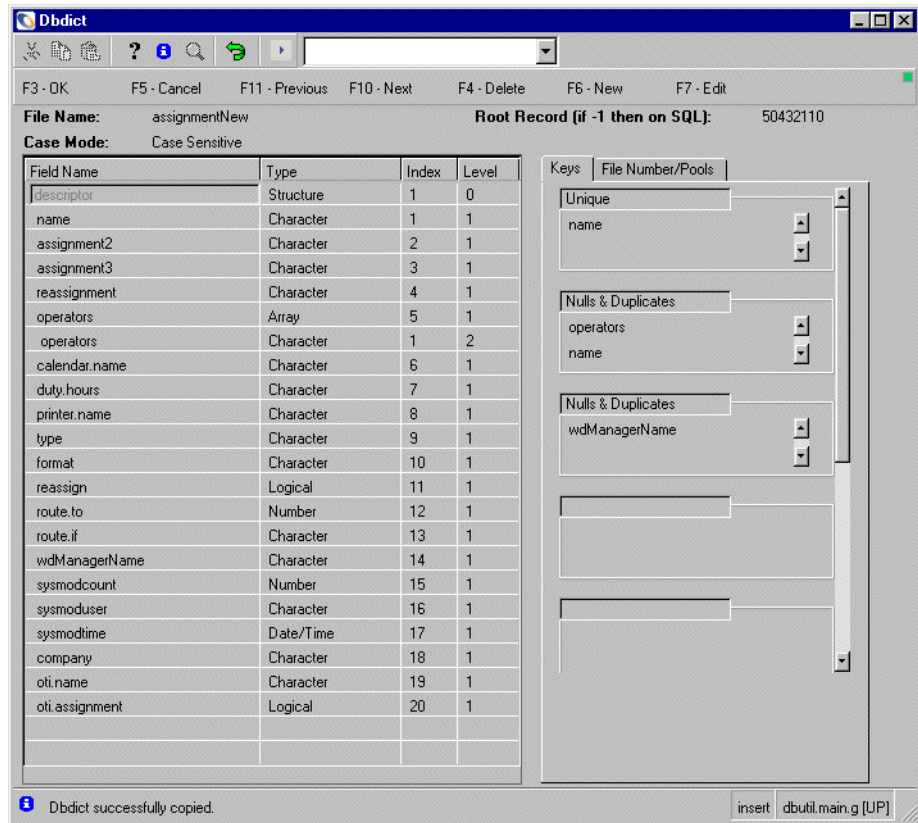 Dbdict
F3 - OK F5 - Cancel F11 - Previous F10 - Next F4 - Delete F6 - New F7 - Edit
File Name: assignmentNew Root Record (if -1 then on SQL): 50432110
Case Mode: Case Sensitive
Field Name Type Index Level
descriptor Structure 1 0
name Character 1 1
assignment2 Character 2 1
assignment3 Character 3 1
reassignment Character 4 1
operators Array 5 1
operators Character 1 2
calendar.name Character 6 1
duty.hours Character 7 1
printer.name Character 8 1
type Character 9 1
format Character 10 1
reassign Logical 11 1
route.to Number 12 1
route.if Character 13 1
wdManagerName Character 14 1
sysmodcount Number 15 1
sysmoduser Character 16 1
sysmodtime Date/Time 17 1
company Character 18 1
oti.name Character 19 1
oti.assignment Logical 20 1
Keys File Number/Pools
Unique
name
Nulls & Duplicates
operators
name
Nulls & Duplicates
wdManagerName
Dbdict successfully copied. insert dbutil.main.g [UP]